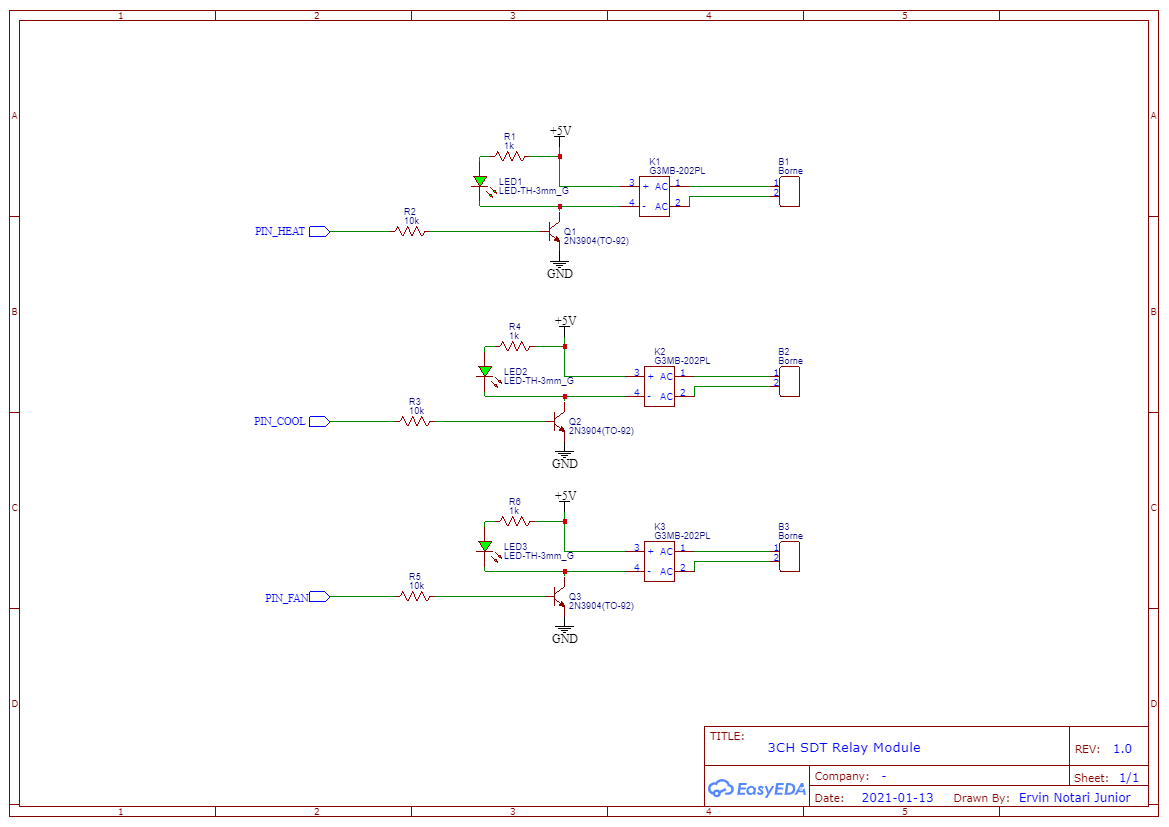 1 2 3 4 5
A A
+5V
R1
1k
K1
G3MB-202PL
B1
Borne
LED1
LED-TH-3mm_G
3 + AC 1 1
2
4 - AC 2
R2
10k
PIN_HEAT
Q1
2N3904(TO-92)
GND
B B
+5V
R4
1k
K2
G3MB-202PL
B2
Borne
LED2
LED-TH-3mm_G
3 + AC 1 1
2
4 - AC 2
R3
10k
PIN_COOL
Q2
2N3904(TO-92)
GND
+5V
R6
1k
C C
K3
G3MB-202PL
B3
Borne
LED3
LED-TH-3mm_G
3 + AC 1 1
2
4 - AC 2
R5
10k
PIN_FAN
Q3
2N3904(TO-92)
GND
D D
TITLE:
3CH SDT Relay Module
REV: 1.0
Company: -
Sheet: 1/1
EasyEDA
Date: 2021-01-13 Drawn By: Ervin Notari Junior
1 2 3 4 5